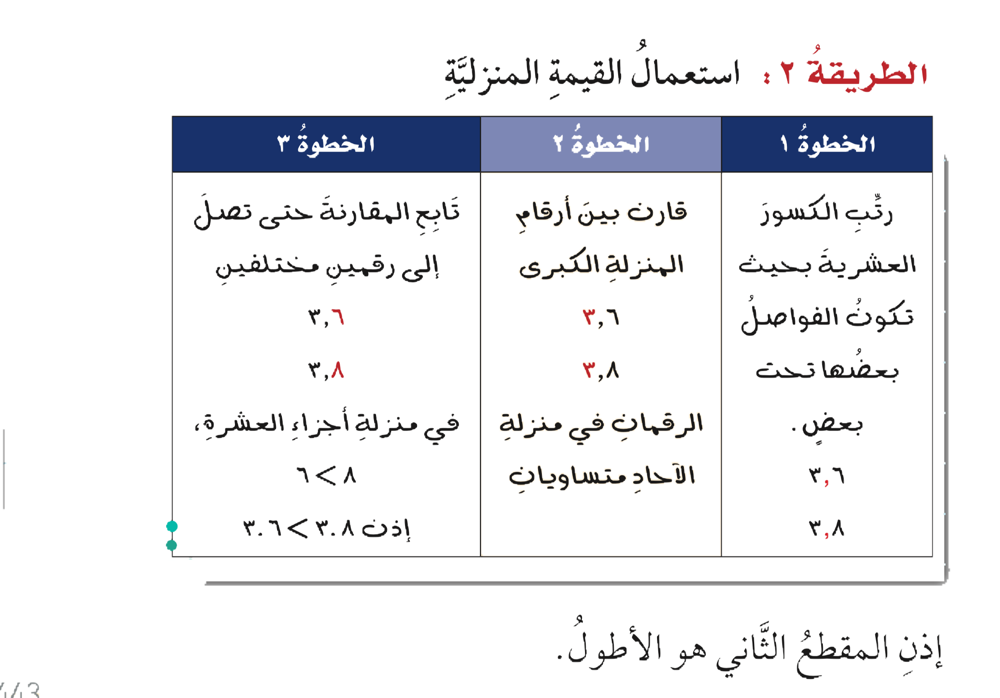 الطريقةُ ٢ : استعمالُ القيمةِ المنزليَّةِ
الخطوةُ ١
رتِّبِ الكسورَ
العشريةَ بحيث
تكونُ الفواصلُ
بعضُها تحت
بعضٍ .
٣,٦
٣,٨
الخطوةُ ٢
قارن بينَ أرقامِ
المنزلةِ الكبرى
٣,٦
٣,٨
الرقمانِ في منزلةِ
الآحادِ متساويانِ
الخطوةُ ٣
تَابِعِ المقارنةَ حتى تصلَ
إلى رقمينِ مختلفينِ
٣,٦
٣,٨
في منزلةِ أجزاءِ العشرةِ،
٨ > ٦
إذن ٣.٨ > ٣.٦
إذنِ المقطعُ الثَّاني هو الأطولُ.